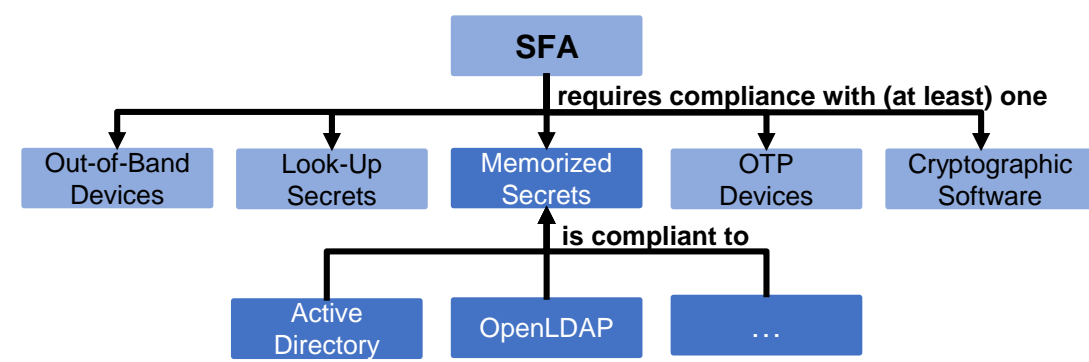 SFA
requires compliance with (at least) one
Out-of-Band
Devices
Look-Up
Secrets
Memorized
Secrets
OTP
Devices
Cryptographic
Software
is compliant to
Active
Directory
OpenLDAP
...